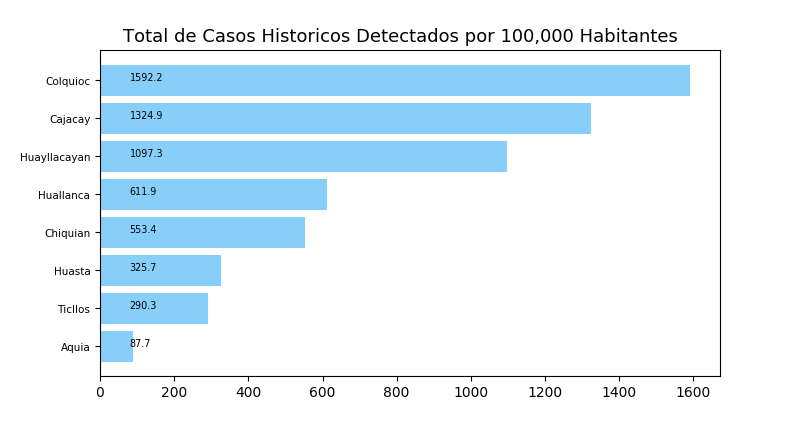 Total de Casos Historicos Detectados por 100,000 Habitantes
Colquioc 1592.2
Cajacay 1324.9
Huayllacayan 1097.3
Huallanca 611.9
Chiquian 553.4
Huasta 325.7
Ticllos 290.3
Aquia 87.7
0 200 400 600 800 1000 1200 1400 1600